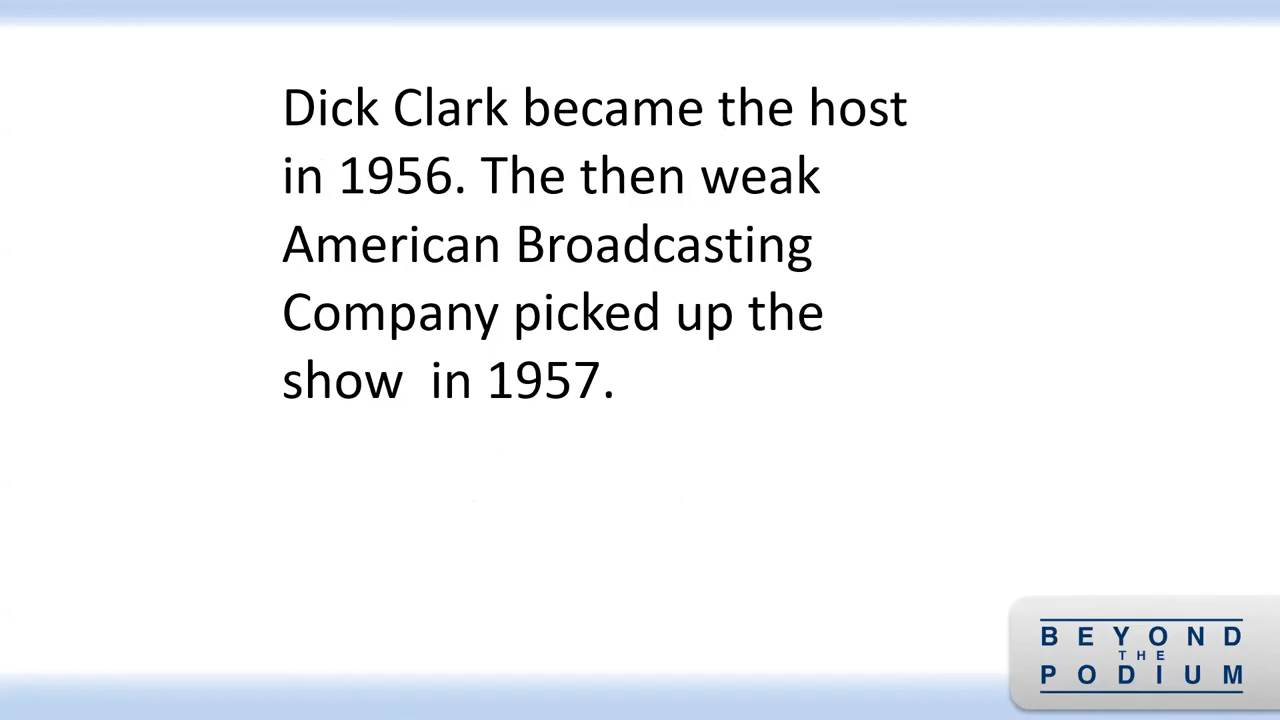 Dick Clark became the host
in 1956. The then weak
American Broadcasting
Company picked up the
show  in 1957.
BEYOND
THE
PODIUM